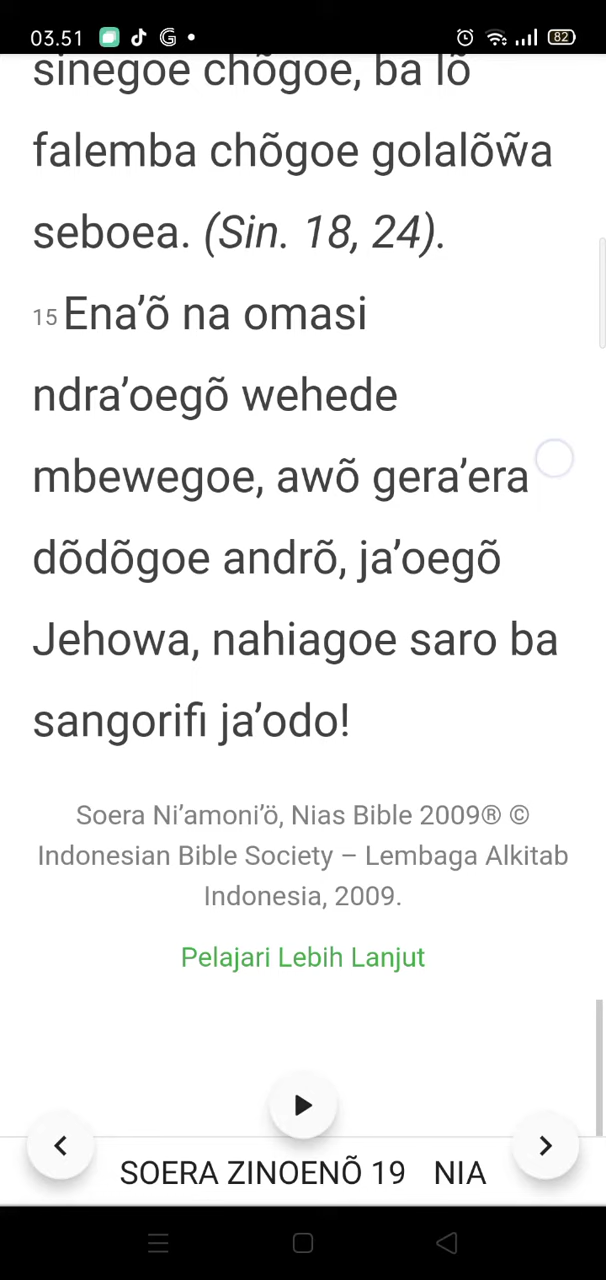 03.51
82
sinegoe chõgoe, ba lõ
falemba chõgoe golalõw̃a
seboea. (Sin. 18, 24).
15 Ena’õ na omasi
ndra’oegõ wehede
mbewegoe, awõ gera’era
dõdõgoe andrõ, ja’oegõ
Jehowa, nahiagoe saro ba
sangorifi ja’odo!
Soera Ni’amoni’ö, Nias Bible 2009® ©
Indonesian Bible Society – Lembaga Alkitab
Indonesia, 2009.
Pelajari Lebih Lanjut
SOERA ZINOENÕ 19 NIA